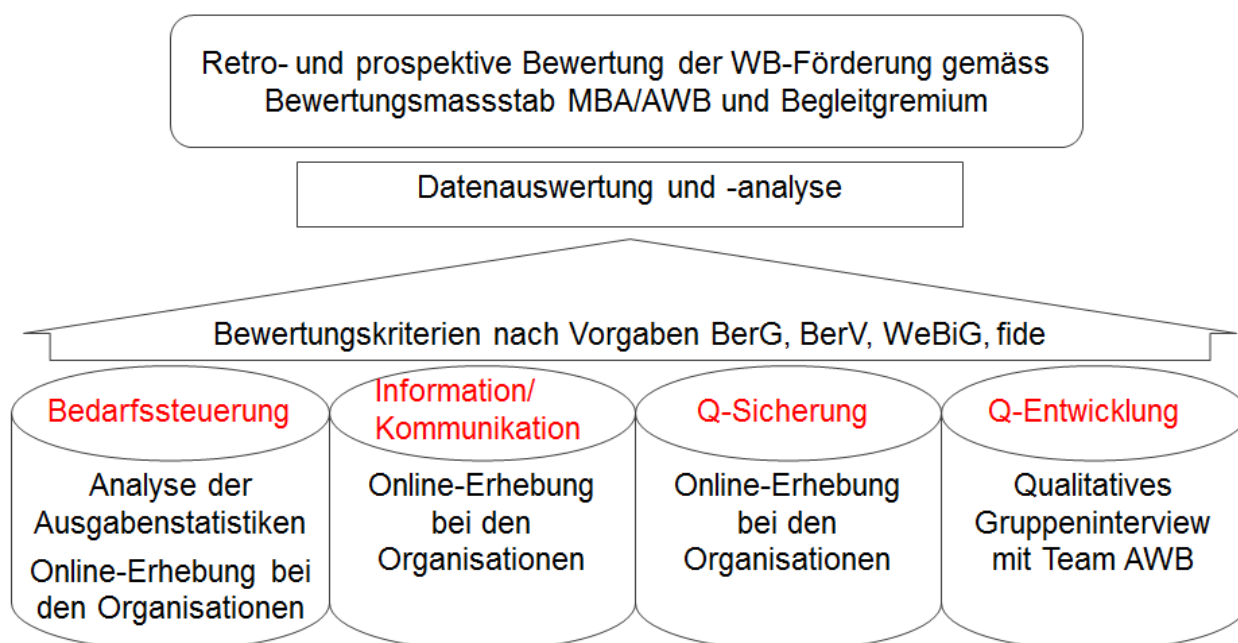 Retro- und prospektive Bewertung der WB-Förderung gemäss
Bewertungsmassstab MBA/AWB und Begleitgremium
Datenauswertung und -analyse
Bewertungskriterien nach Vorgaben BerG, BerV, WeBiG, fide
Bedarfssteuerung
Analyse der
Ausgabenstatistiken
Online-Erhebung bei
den Organisationen
Information/
Kommunikation
Online-Erhebung
bei den
Organisationen
Q-Sicherung
Online-Erhebung
bei den
Organisationen
Q-Entwicklung
Qualitatives
Gruppeninterview
mit Team AWB